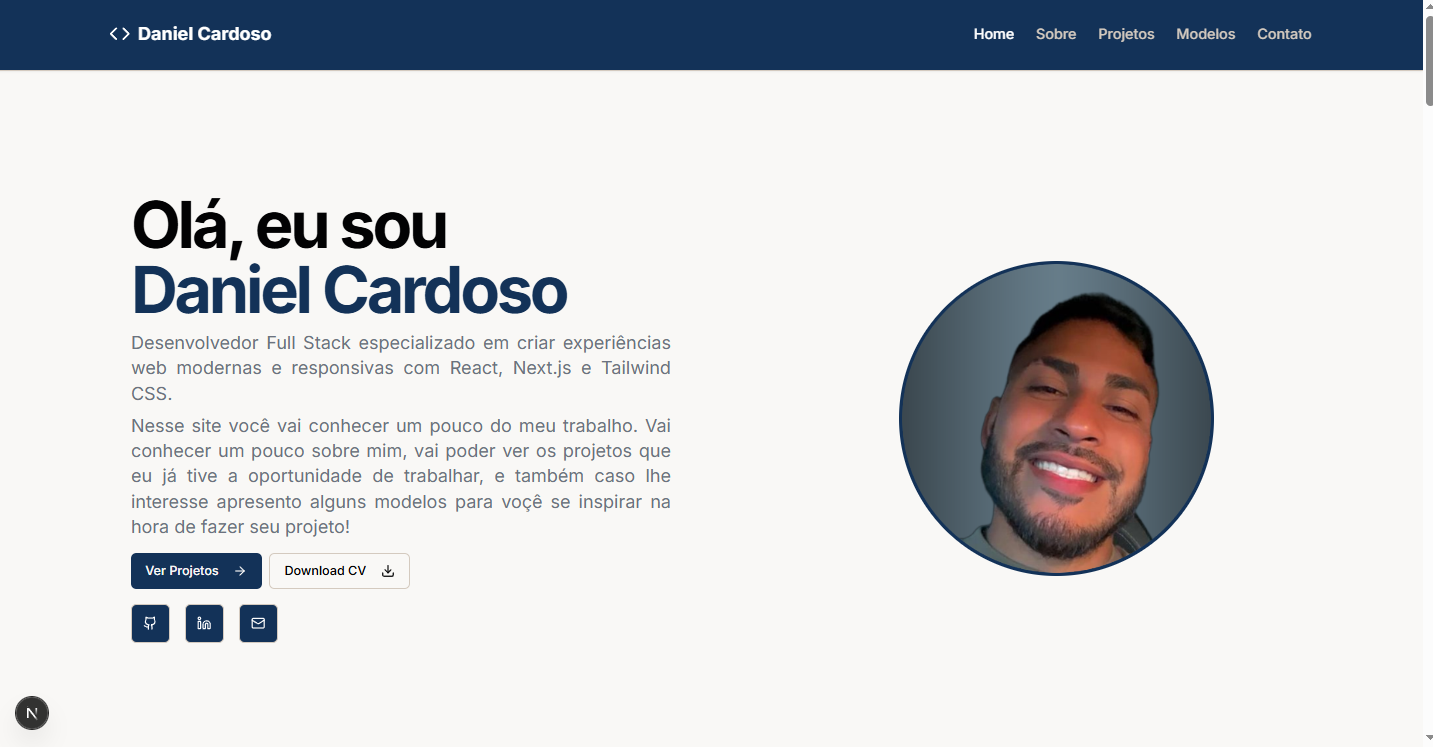 Daniel Cardoso
Home Sobre Projetos Modelos Contato
Olá, eu sou
Daniel Cardoso
Desenvolvedor Full Stack especializado em criar experiências
web modernas e responsivas com React, Next.js e Tailwind
CSS.
Nesse site você vai conhecer um pouco do meu trabalho. Vai
conhecer um pouco sobre mim, vai poder ver os projetos que
eu já tive a oportunidade de trabalhar, e também caso lhe
interesse apresento alguns modelos para voçê se inspirar na
hora de fazer seu projeto!
Ver Projetos
Download CV
in
N